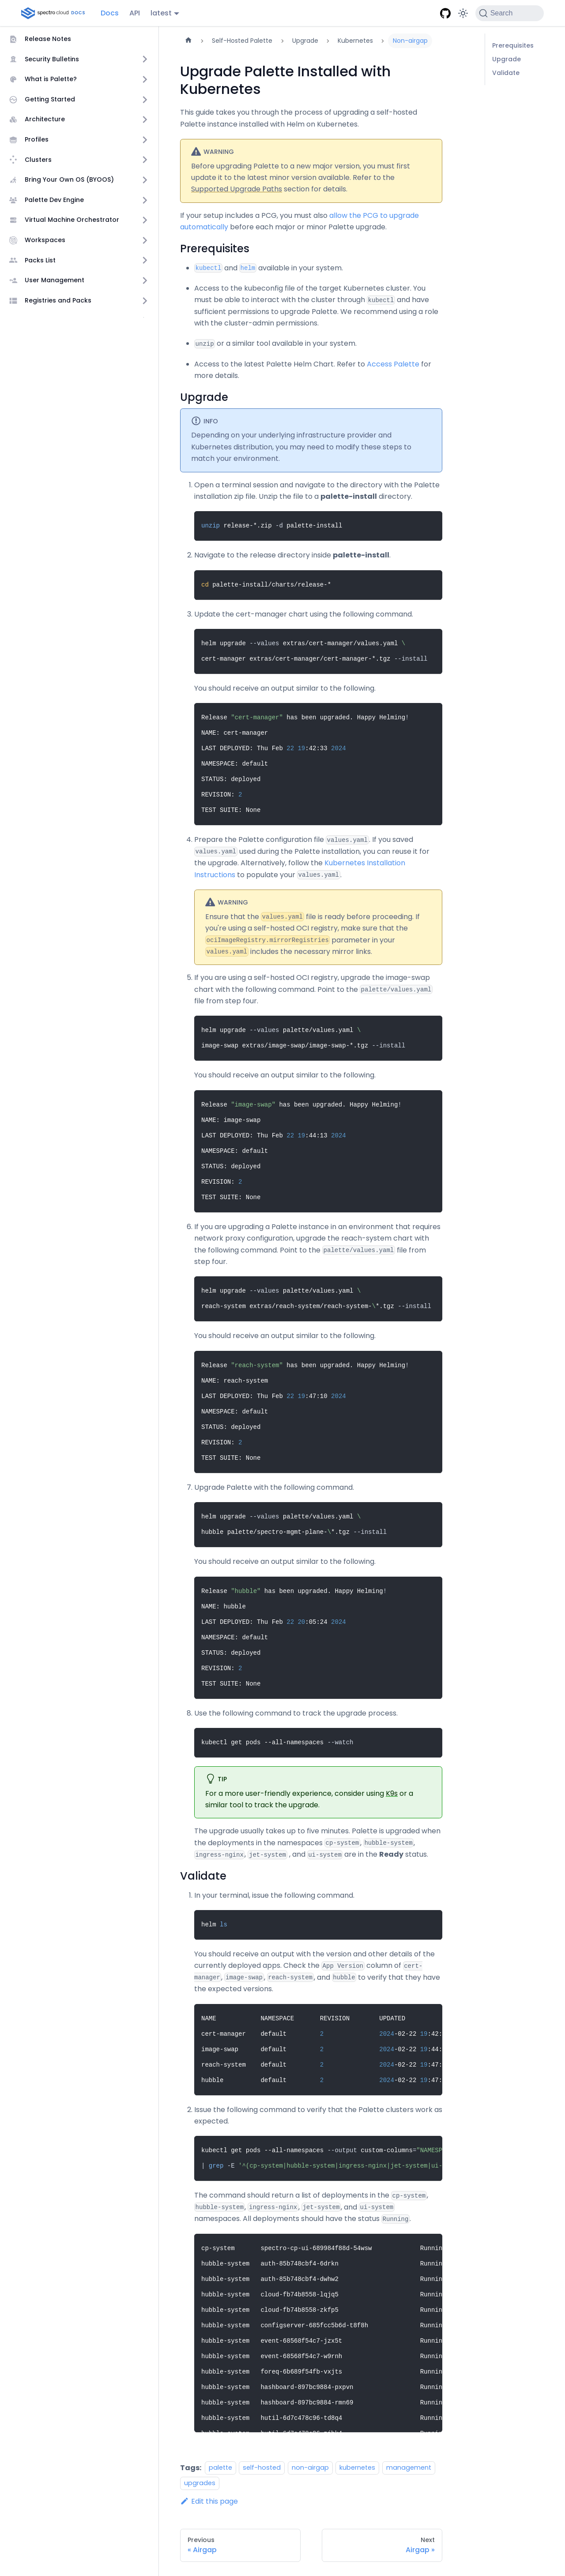 spectro cloud DOCS
Docs
API
latest
Search
Release Notes
Security Bulletins
What is Palette?
Getting Started
Architecture
Profiles
Clusters
Bring Your Own OS (BYOOS)
Palette Dev Engine
Virtual Machine Orchestrator
Workspaces
Packs List
User Management
Registries and Packs
Self-Hosted Palette > Upgrade > Kubernetes > Non-airgap
Prerequisites
Upgrade
Validate
Upgrade Palette Installed with
Kubernetes
This guide takes you through the process of upgrading a self-hosted
Palette instance installed with Helm on Kubernetes.
WARNING
Before upgrading Palette to a new major version, you must first
update it to the latest minor version available. Refer to the
Supported Upgrade Paths section for details.
If your setup includes a PCG, you must also allow the PCG to upgrade
automatically before each major or minor Palette upgrade.
Prerequisites
kubectl and helm available in your system.
Access to the kubeconfig file of the target Kubernetes cluster. You
must be able to interact with the cluster through kubectl and have
sufficient permissions to upgrade Palette. We recommend using a role
with the cluster-admin permissions.
unzip or a similar tool available in your system.
Access to the latest Palette Helm Chart. Refer to Access Palette for
more details.
Upgrade
INFO
Depending on your underlying infrastructure provider and
Kubernetes distribution, you may need to modify these steps to
match your environment.
1. Open a terminal session and navigate to the directory with the Palette
installation zip file. Unzip the file to a palette-install directory.
unzip release-*.zip -d palette-install
2. Navigate to the release directory inside palette-install.
cd palette-install/charts/release-*
3. Update the cert-manager chart using the following command.
helm upgrade --values extras/cert-manager/values.yaml \
cert-manager extras/cert-manager/cert-manager-*.tgz --install
You should receive an output similar to the following.
Release "cert-manager" has been upgraded. Happy Helming!
NAME: cert-manager
LAST DEPLOYED: Thu Feb 22 19:42:33 2024
NAMESPACE: default
STATUS: deployed
REVISION: 2
TEST SUITE: None
4. Prepare the Palette configuration file values.yaml. If you saved
values.yaml used during the Palette installation, you can reuse it for
the upgrade. Alternatively, follow the Kubernetes Installation
Instructions to populate your values.yaml.
WARNING
Ensure that the values.yaml file is ready before proceeding. If
you're using a self-hosted OCI registry, make sure that the
ociImageRegistry.mirrorRegistries parameter in your
values.yaml includes the necessary mirror links.
5. If you are using a self-hosted OCI registry, upgrade the image-swap
chart with the following command. Point to the palette/values.yaml
file from step four.
helm upgrade --values palette/values.yaml \
image-swap extras/image-swap/image-swap-*.tgz --install
You should receive an output similar to the following.
Release "image-swap" has been upgraded. Happy Helming!
NAME: image-swap
LAST DEPLOYED: Thu Feb 22 19:44:13 2024
NAMESPACE: default
STATUS: deployed
REVISION: 2
TEST SUITE: None
6. If you are upgrading a Palette instance in an environment that requires
network proxy configuration, upgrade the reach-system chart with
the following command. Point to the palette/values.yaml file from
step four.
helm upgrade --values palette/values.yaml \
reach-system extras/reach-system/reach-system-\*.tgz --install
You should receive an output similar to the following.
Release "reach-system" has been upgraded. Happy Helming!
NAME: reach-system
LAST DEPLOYED: Thu Feb 22 19:47:10 2024
NAMESPACE: default
STATUS: deployed
REVISION: 2
TEST SUITE: None
7. Upgrade Palette with the following command.
helm upgrade --values palette/values.yaml \
hubble palette/spectro-mgmt-plane-\*.tgz --install
You should receive an output similar to the following.
Release "hubble" has been upgraded. Happy Helming!
NAME: hubble
LAST DEPLOYED: Thu Feb 22 20:05:24 2024
NAMESPACE: default
STATUS: deployed
REVISION: 2
TEST SUITE: None
8. Use the following command to track the upgrade process.
kubectl get pods --all-namespaces --watch
TIP
For a more user-friendly experience, consider using K9s or a
similar tool to track the upgrade.
The upgrade usually takes up to five minutes. Palette is upgraded when
the deployments in the namespaces cp-system, hubble-system,
ingress-nginx, jet-system , and ui-system are in the Ready status.
Validate
1. In your terminal, issue the following command.
helm ls
You should receive an output with the version and other details of the
currently deployed apps. Check the App Version column of cert-
manager, image-swap, reach-system, and hubble to verify that they have
the expected versions.
NAME NAMESPACE REVISION UPDATED
cert-manager default 2 2024-02-22 19:42:
image-swap default 2 2024-02-22 19:44:
reach-system default 2 2024-02-22 19:47:
hubble default 2 2024-02-22 19:47:
2. Issue the following command to verify that the Palette clusters work as
expected.
kubectl get pods --all-namespaces --output custom-columns="NAMESP
| grep -E '^(cp-system|hubble-system|ingress-nginx|jet-system|ui-
The command should return a list of deployments in the cp-system,
hubble-system, ingress-nginx, jet-system, and ui-system
namespaces. All deployments should have the status Running.
cp-system spectro-cp-ui-689984f88d-54wsw Runnin
hubble-system auth-85b748cbf4-6drkn Runnin
hubble-system auth-85b748cbf4-dwhw2 Runnin
hubble-system cloud-fb74b8558-lqjq5 Runnin
hubble-system cloud-fb74b8558-zkfp5 Runnin
hubble-system configserver-685fcc5b6d-t8f8h Runnin
hubble-system event-68568f54c7-jzx5t Runnin
hubble-system event-68568f54c7-w9rnh Runnin
hubble-system foreq-6b689f54fb-vxjts Runnin
hubble-system hashboard-897bc9884-pxpvn Runnin
hubble-system hashboard-897bc9884-rmn69 Runnin
hubble-system hutil-6d7c478c96-td8q4 Runnin
Tags: palette self-hosted non-airgap kubernetes management
upgrades
Edit this page
Previous
« Airgap
Next
Airgap »